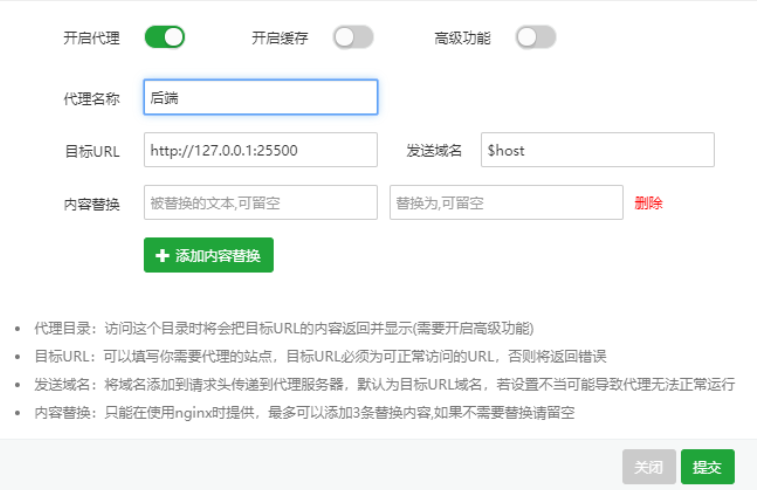 开启代理 开启缓存 高级功能
代理名称 后端
目标URL http://127.0.0.1:25500 发送域名 $host
内容替换 被替换的文本,可留空 替换为,可留空 删除
添加内容替换
代理目录：访问这个目录时将会把目标URL的内容返回并显示(需要开启高级功能)
目标URL：可以填写你需要代理的站点，目标URL必须为可正常访问的URL，否则将返回错误
发送域名：将域名添加到请求头传递到代理服务器，默认为目标URL域名，若设置不当可能导致代理无法正常运行
内容替换：只能在使用nginx时提供，最多可以添加3条替换内容,如果不需要替换请留空
关闭 提交